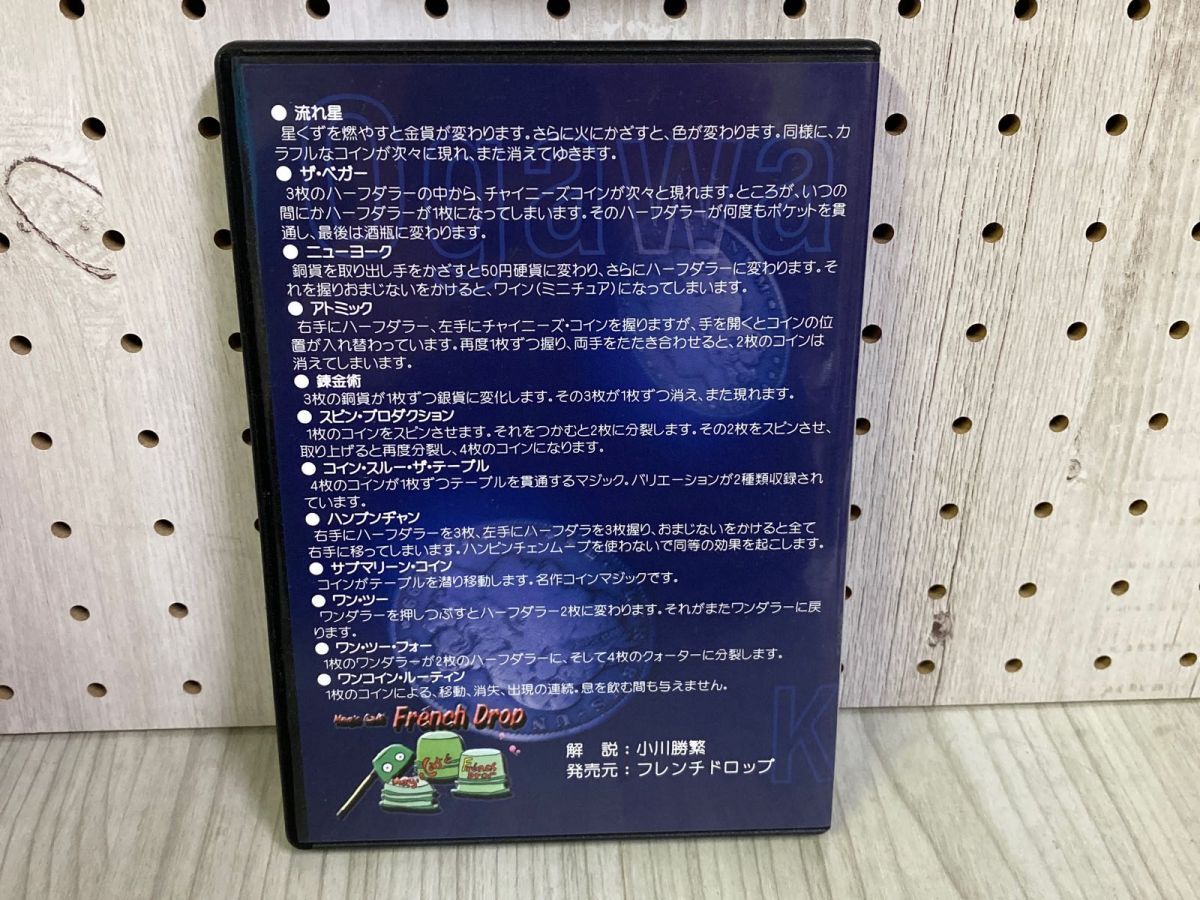 ● 流れ星
星くずを燃やすと金貨が変わります。さらに火にかざすと、色が変わります。同様に、カ
ラフルなコインが次々に現れ、また消えてゆきます。
● ザ・ベガー
3枚のハーフダラーの中から、チャイニーズコインが次々と現れます。ところが、いつの
間にかハーフダラーが1枚になってしまいます。そのハーフダラーが何度もポケットを貫
通し、最後は酒瓶に変わります。
● ニューヨーク
銅貨を取り出し手をかざすと50円硬貨に変わり、さらにハーフダラーに変わります。そ
れを握りおまじないをかけると、ワイン(ミニチュア)になってしまいます。
● アトミック
右手にハーフダラー、左手にチャイニーズ・コインを握りますが、手を開くとコインの位
置が入れ替わっています。再度1枚ずつ握り、両手をたたき合わせると、2枚のコインは
消えてしまいます。
● 錬金術
3枚の銅貨が1枚ずつ銀貨に変化します。その3枚が1枚ずつ消え、また現れます。
● スピン・プロダクション
1枚のコインをスピンさせます。それをつかむと2枚に分裂します。その2枚をスピンさせ、
取り上げると再度分裂し、4枚のコインになります。
● コイン・スルー・ザ・テーブル
4枚のコインが1枚ずつテーブルを貫通するマジック。バリエーションが2種類収録され
ています。
● ハンプンヂャン
右手にハーフダラーを3枚、左手にハーフダラを3枚握り、おまじないをかけると全て
右手に移ってしまいます。ハンピンチェンムーブを使わないで同等の効果を起こします。
● サブマリーン・コイン
コインがテーブルを潜り移動します。名作コインマジックです。
● ワン・ツー
ワンダラーを押しつぶすとハーフダラー2枚に変わります。それがまたワンダラーに戻
ります。
● ワン・ツー・フォー
1枚のワンダラーが2枚のハーフダラーに、そして4枚のクォーターに分裂します。
● ワンコイン・ルーティン
1枚のコインによる、移動、消失、出現の連続。息を飲む間も与えません。
French Drop
解 説：小川勝繁
発売元：フレンチドロップ
Ogawa
K